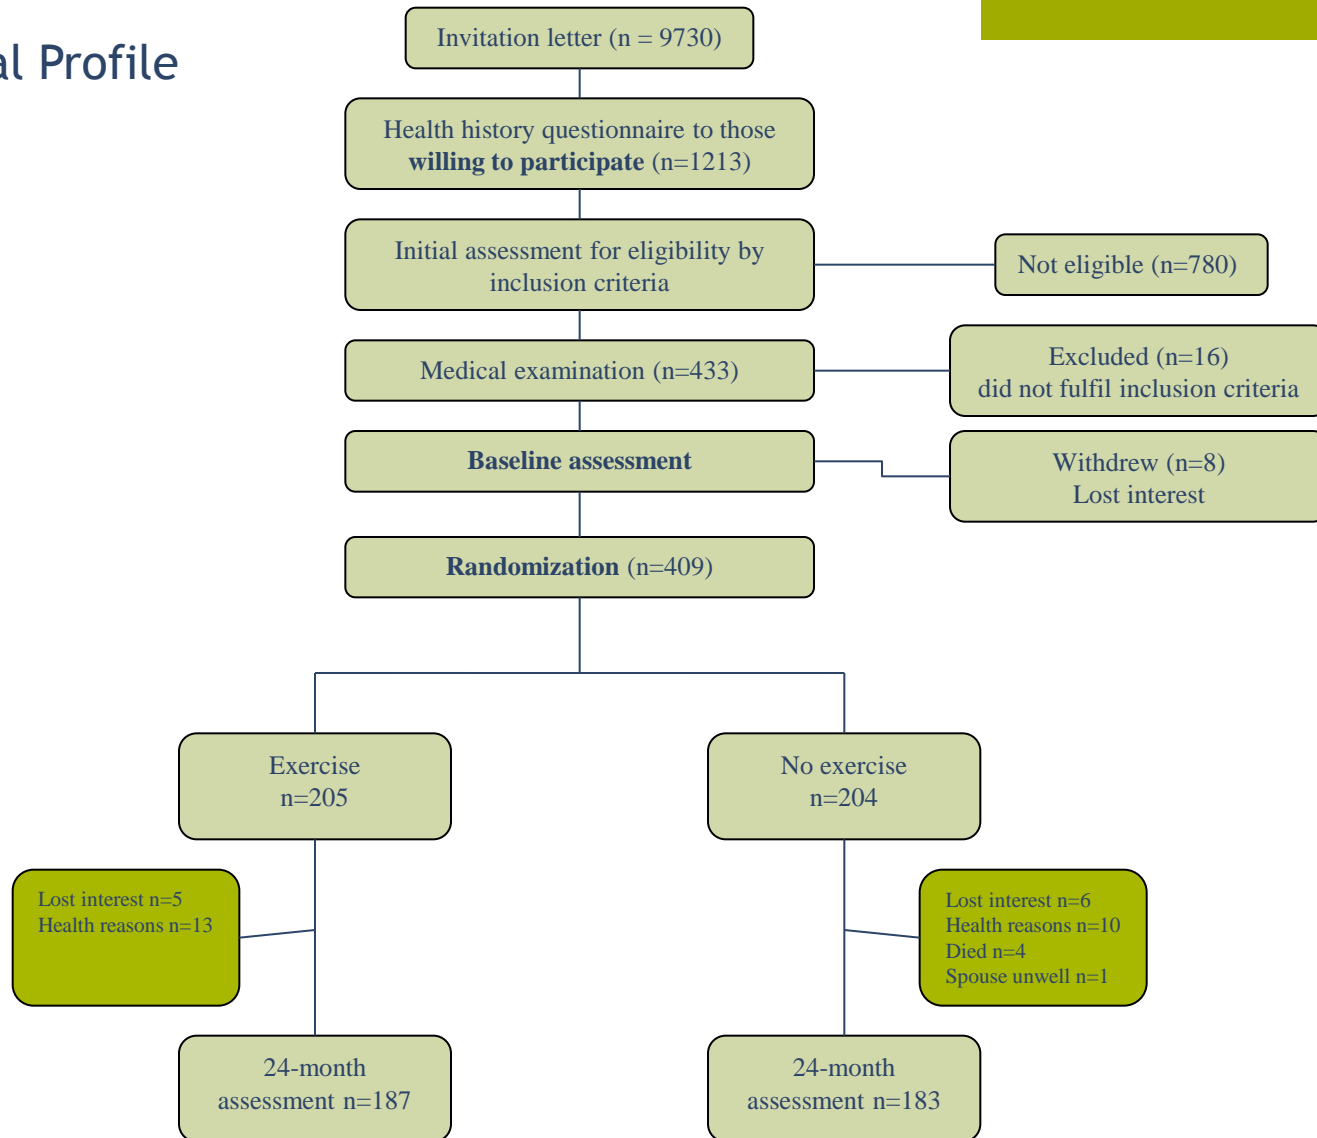 al Profile
Invitation letter (n = 9730)
Health history questionnaire to those
willing to participate (n=1213)
Initial assessment for eligibility by
inclusion criteria
Not eligible (n=780)
Medical examination (n=433)
Excluded (n=16)
did not fulfil inclusion criteria
Baseline assessment
Withdrew (n=8)
Lost interest
Randomization (n=409)
Exercise
n=205
No exercise
n=204
Lost interest n=5
Health reasons n=13
Lost interest n=6
Health reasons n=10
Died n=4
Spouse unwell n=1
24-month
assessment n=187
24-month
assessment n=183